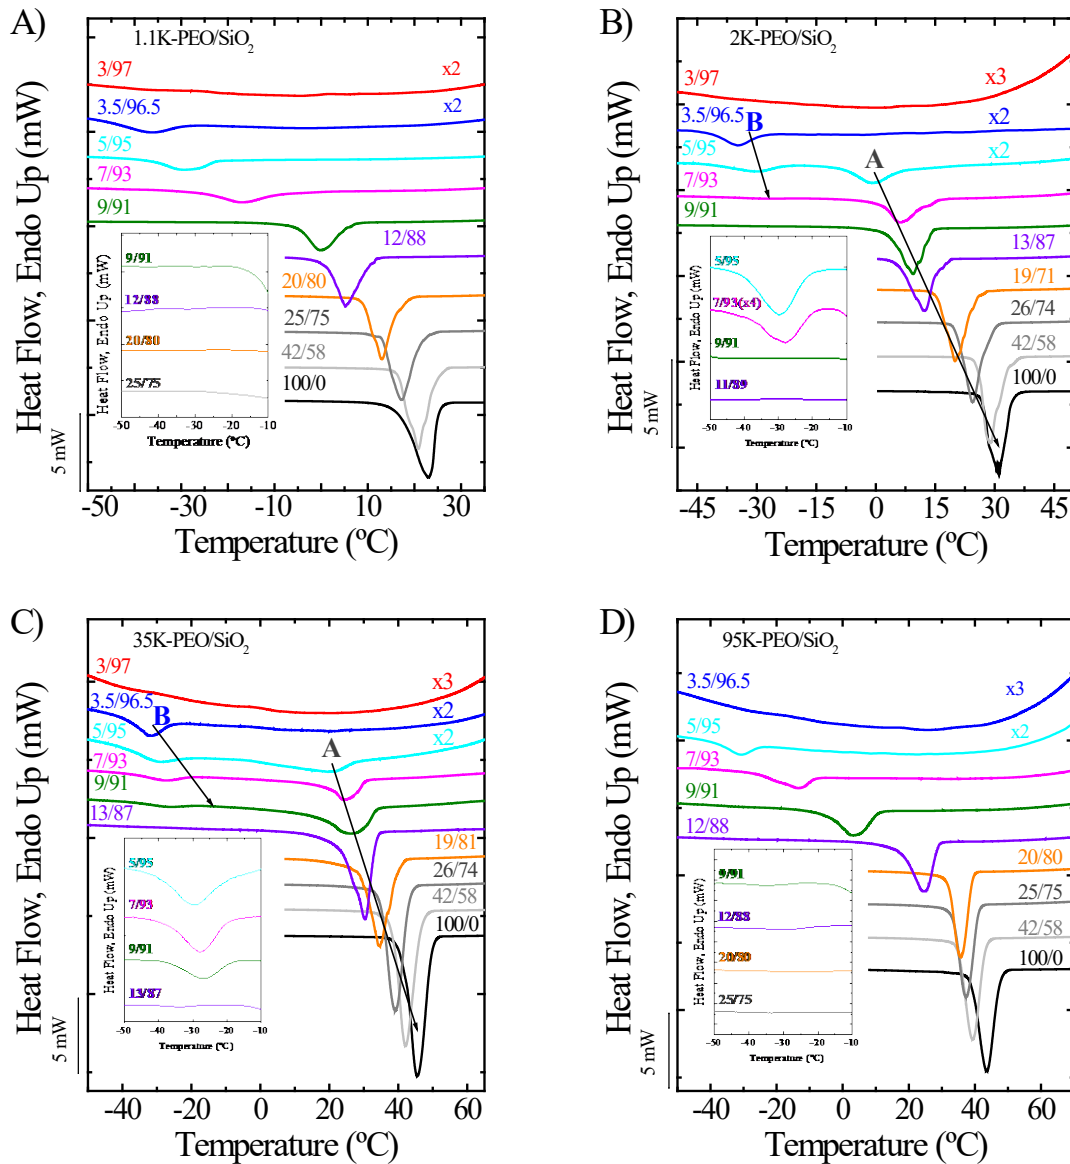 A)
1.1K-PEO/SiO₂
3/97
x2
3.5/96.5
x2
5/95
7/93
9/91
12/88
20/80
25/75
42/58
100/0
Heat Flow, Endo Up (mW)
5 mW
-50 -30 -10 10 30
Temperature (ºC)
9/91
12/88
20/80
25/75
Heat Flow, Endo Up (mW)
-50 -40 -30 -20 -10
Temperature (ºC)
B)
2K-PEO/SiO₂
3/97
x3
3.5/96.5
x2
B
5/95
A
x2
7/93
9/91
13/87
19/71
26/74
42/58
100/0
Heat Flow, Endo Up (mW)
5 mW
-45 -30 -15 0 15 30 45
Temperature (ºC)
5/95
7/93(x4)
9/91
11/89
Heat Flow, Endo Up (mW)
-50 -40 -30 -20 -10
Temperature (ºC)
C)
35K-PEO/SiO₂
3/97
x3
3.5/96.5
x2
B
5/95
A
x2
7/93
9/91
13/87
19/81
26/74
42/58
100/0
Heat Flow, Endo Up (mW)
5 mW
-40 -20 0 20 40 60
Temperature (ºC)
5/95
7/93
9/91
13/87
Heat Flow, Endo Up (mW)
-50 -40 -30 -20 -10
Temperature (ºC)
D)
95K-PEO/SiO₂
3.5/96.5
x3
5/95
x2
7/93
9/91
12/88
20/80
25/75
42/58
100/0
Heat Flow, Endo Up (mW)
5 mW
-40 -20 0 20 40 60
Temperature (ºC)
9/91
12/88
20/80
25/75
Heat Flow, Endo Up (mW)
-50 -40 -30 -20 -10
Temperature (ºC)